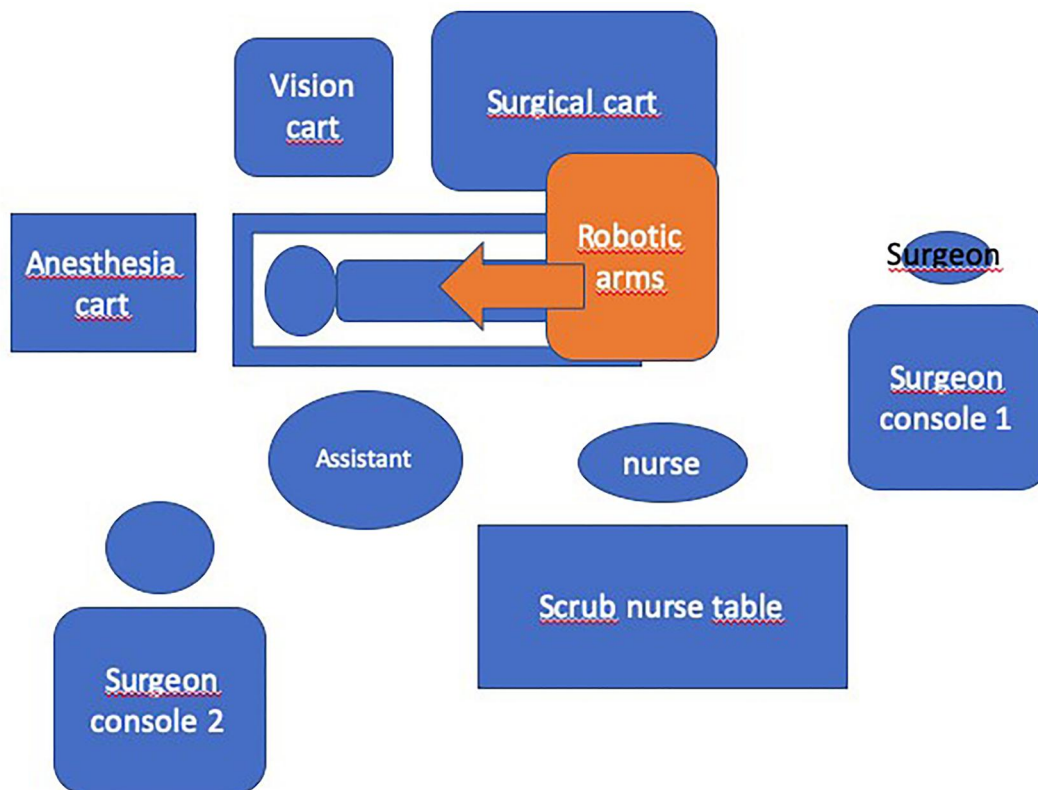 Vision
cart
Surgical cart
Anesthesia
cart
Robotic
arms
Surgeon
Surgeon
console 1
Assistant
nurse
Scrub nurse table
Surgeon
console 2